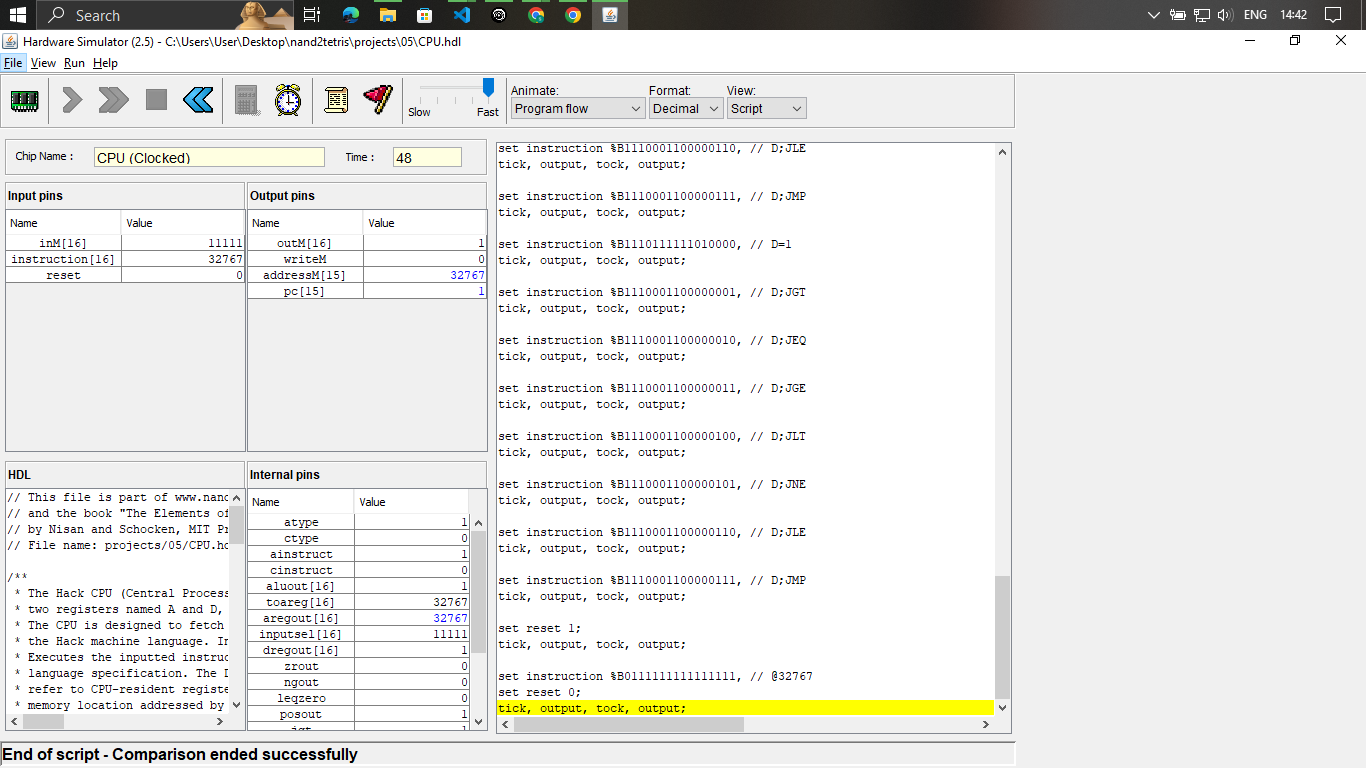 Search
ENG 14:42
Hardware Simulator (2.5) - C:\Users\User\Desktop\nand2tetris\projects\05\CPU.hdl
File View Run Help
Slow Fast
Animate: Format: View:
Program flow Decimal Script
Chip Name : CPU (Clocked) Time : 48
Input pins
Name Value
inM[16] 11111
instruction[16] 32767
reset 0
Output pins
Name Value
outM[16] 1
writeM 0
addressM[15] 32767
pc[15] 1
HDL
// This file is part of www.nand
// and the book "The Elements of
// by Nisan and Schocken, MIT Pr
// File name: projects/05/CPU.hd
/**
* The Hack CPU (Central Process
* two registers named A and D,
* The CPU is designed to fetch
* the Hack machine language. In
* Executes the inputted instruc
* language specification. The D
* refer to CPU-resident registe
* memory location addressed by
Internal pins
Name Value
atype 1
ctype 0
ainstruct 1
cinstruct 0
aluout[16] 1
toareg[16] 32767
aregout[16] 32767
inputsel[16] 11111
dregout[16] 1
zrout 0
ngout 0
leqzero 0
posout 1
set instruction %B1110001100000110, // D;JLE
tick, output, tock, output;
set instruction %B1110001100000111, // D;JMP
tick, output, tock, output;
set instruction %B1110111111010000, // D=1
tick, output, tock, output;
set instruction %B1110001100000001, // D;JGT
tick, output, tock, output;
set instruction %B1110001100000010, // D;JEQ
tick, output, tock, output;
set instruction %B1110001100000011, // D;JGE
tick, output, tock, output;
set instruction %B1110001100000100, // D;JLT
tick, output, tock, output;
set instruction %B1110001100000101, // D;JNE
tick, output, tock, output;
set instruction %B1110001100000110, // D;JLE
tick, output, tock, output;
set instruction %B1110001100000111, // D;JMP
tick, output, tock, output;
set reset 1;
tick, output, tock, output;
set instruction %B0111111111111111, // @32767
set reset 0;
tick, output, tock, output;
End of script - Comparison ended successfully